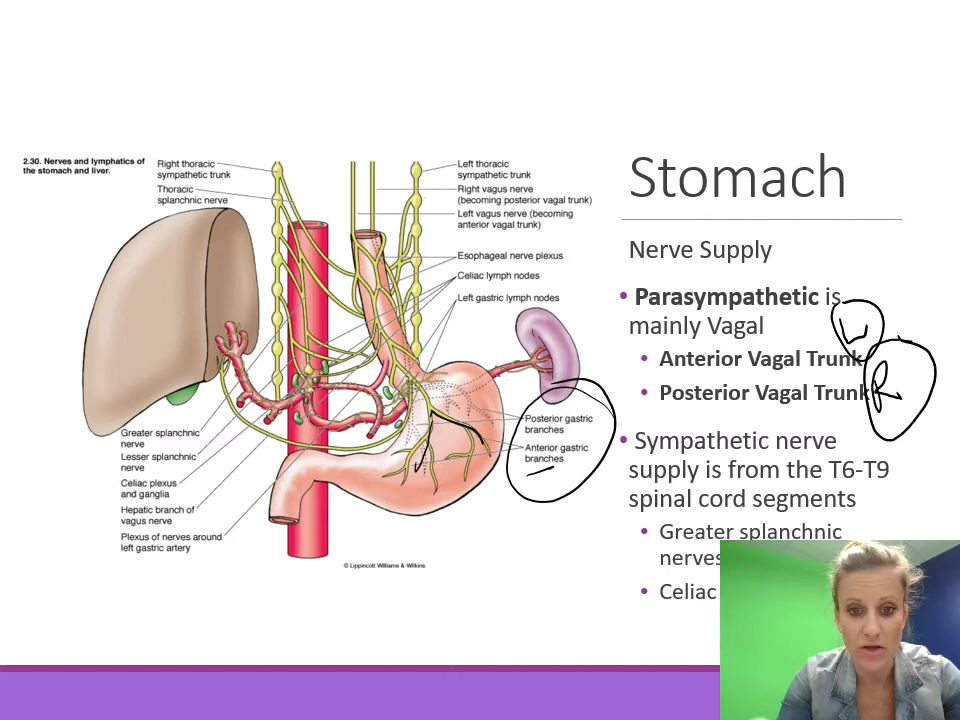 2.30. Nerves and lymphatics of
the stomach and liver.
Right thoracic
sympathetic trunk
Thoracic
splanchnic nerve
Left thoracic
sympathetic trunk
Right vagus nerve
(becoming posterior vagal trunk)
Left vagus nerve (becoming
anterior vagal trunk)
Esophageal nerve plexus
Celiac lymph nodes
Left gastric lymph nodes
Posterior gastric
branches
Anterior gastric
branches
Greater splanchnic
nerve
Lesser splanchnic
nerve
Celiac plexus
and ganglia
Hepatic branch of
vagus nerve
Plexus of nerves around
left gastric artery
© Lippincott Williams & Wilkins
Stomach
Nerve Supply
• Parasympathetic is
mainly Vagal
L
• Anterior Vagal Trunk
• Posterior Vagal Trunk R
• Sympathetic nerve
supply is from the T6-T9
spinal cord segments
• Greater splanchnic
nerves
• Celiac